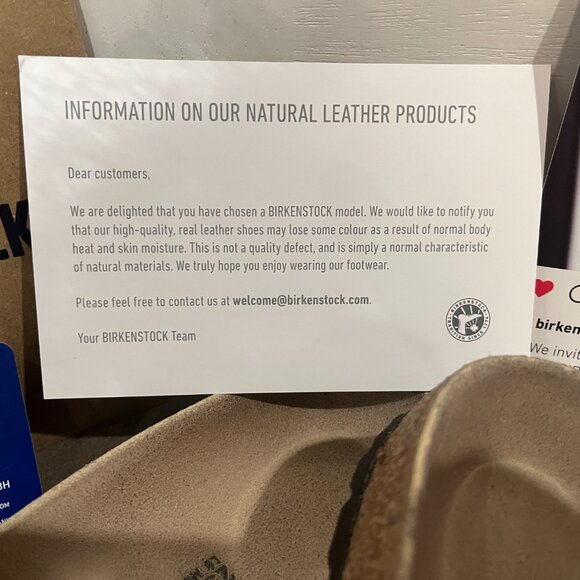 INFORMATION ON OUR NATURAL LEATHER PRODUCTS
Dear customers,
We are delighted that you have chosen a BIRKENSTOCK model. We would like to notify you
that our high-quality, real leather shoes may lose some colour as a result of normal body
heat and skin moisture. This is not a quality defect, and is simply a normal characteristic
of natural materials. We truly hope you enjoy wearing our footwear.
Please feel free to contact us at welcome@birkenstock.com.
Your BIRKENSTOCK Team
CK
birken
We invit
BH
OM